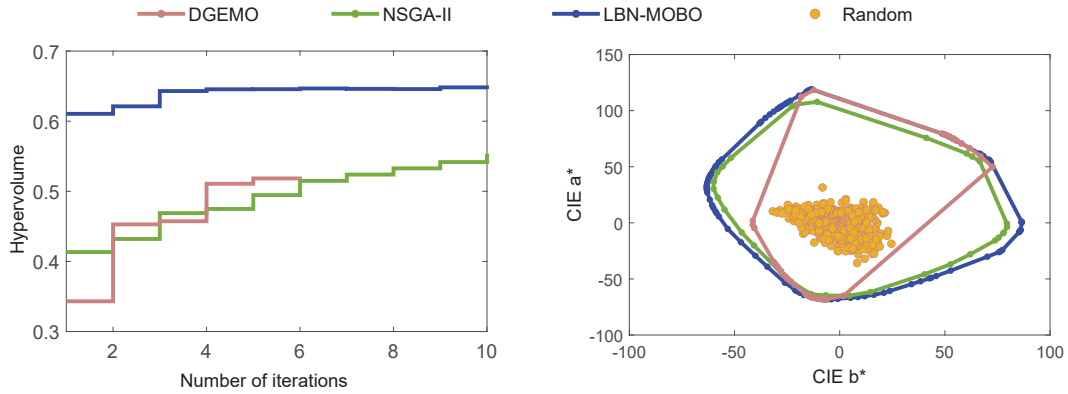 DGEMO NSGA-II LBN-MOBO Random
0.7
0.6
0.5
0.4
0.3
Hypervolume
2 4 6 8 10
Number of iterations
150
100
50
0
-50
-100
CIE a*
-100 -50 0 50 100
CIE b*